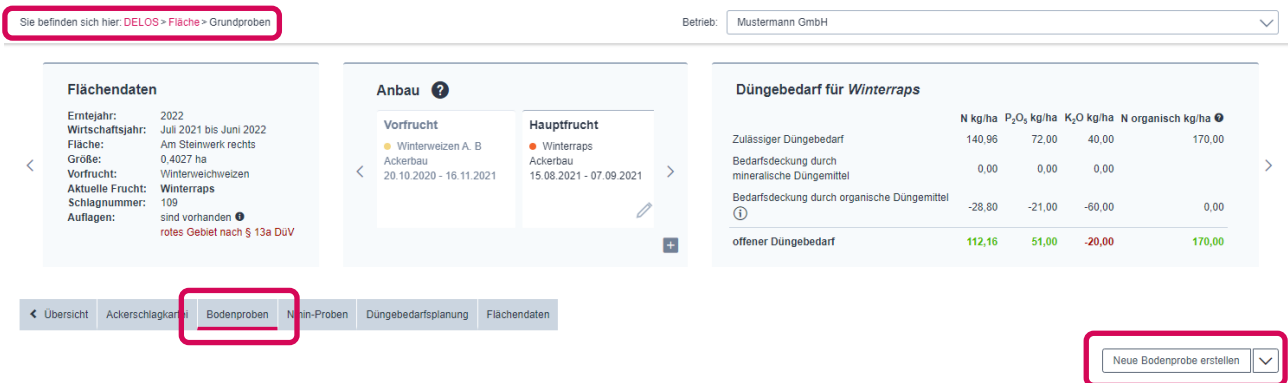 Sie befinden sich hier: DELOS > Fläche > Grundproben
Betrieb: Mustermann GmbH
Flächendaten
Erntejahr: 2022
Wirtschaftsjahr: Juli 2021 bis Juni 2022
Fläche: Am Steinwerk rechts
Größe: 0,4027 ha
Vorfrucht: Winterweichweizen
Aktuelle Frucht: Winterraps
Schlagnummer: 109
Auflagen: sind vorhanden
rotes Gebiet nach § 13a DüV
Anbau
Vorfrucht
Winterweizen A. B
Ackerbau
20.10.2020 - 16.11.2021
Hauptfrucht
Winterraps
Ackerbau
15.08.2021 - 07.09.2021
Düngebedarf für Winterraps
N kg/ha P₂O₅ kg/ha K₂O kg/ha N organisch kg/ha
Zulässiger Düngebedarf 140,96 72,00 40,00 170,00
Bedarfsdeckung durch
mineralische Düngemittel 0,00 0,00 0,00
Bedarfsdeckung durch organische Düngemittel
-28,80 -21,00 -60,00 0,00
offener Düngebedarf 112,16 51,00 -20,00 170,00
Übersicht Ackerschlagkartei Bodenproben Nmin-Proben Düngebedarfsplanung Flächendaten
Neue Bodenprobe erstellen